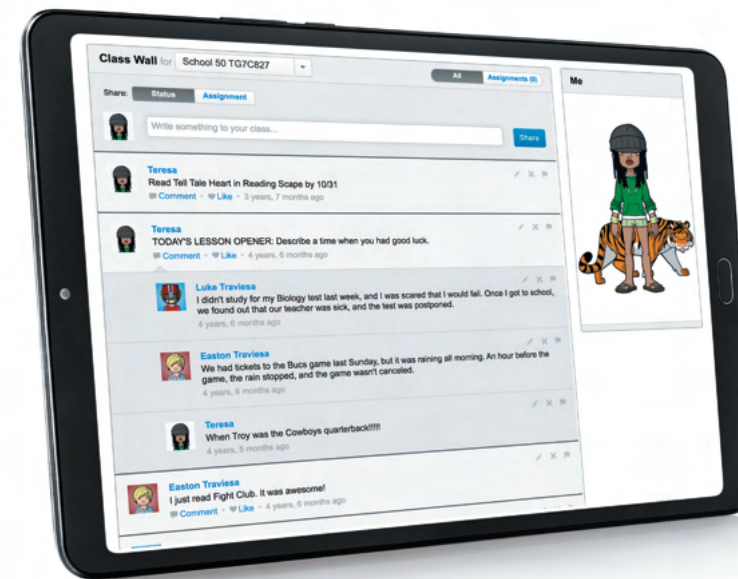 Class Wall for School 50 TG7C827
All Assignments (0)
Me
Share: Status Assignment
Write something to your class...
Share
Teresa
Read Tell Tale Heart in Reading Scape by 10/31
Comment • Like • 3 years, 7 months ago
Teresa
TODAY'S LESSON OPENER: Describe a time when you had good luck.
Comment • Like • 4 years, 6 months ago
Luke Traviesa
I didn't study for my Biology test last week, and I was scared that I would fail. Once I got to school,
we found out that our teacher was sick, and the test was postponed.
4 years, 6 months ago
Easton Traviesa
We had tickets to the Bucs game last Sunday, but it was raining all morning. An hour before the
game, the rain stopped, and the game wasn't canceled.
4 years, 6 months ago
Teresa
When Troy was the Cowboys quarterback!!!!!
4 years, 5 months ago
Easton Traviesa
I just read Fight Club. It was awesome!
Comment • Like • 4 years, 6 months ago